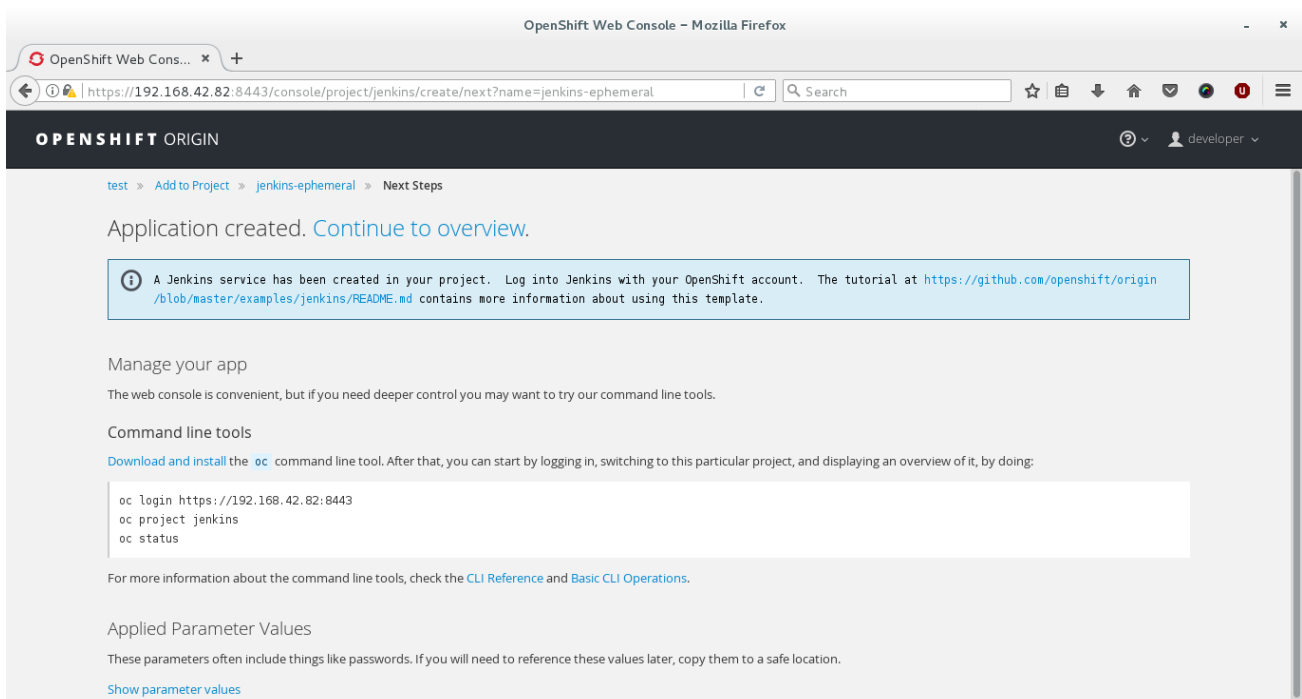 OpenShift Web Console – Mozilla Firefox
OpenShift Web Cons...
https://192.168.42.82:8443/console/project/jenkins/create/next?name=jenkins-ephemeral
Search
OPENSHIFT ORIGIN
developer
test » Add to Project » jenkins-ephemeral » Next Steps
Application created. Continue to overview.
A Jenkins service has been created in your project. Log into Jenkins with your OpenShift account. The tutorial at https://github.com/openshift/origin
/blob/master/examples/jenkins/README.md contains more information about using this template.
Manage your app
The web console is convenient, but if you need deeper control you may want to try our command line tools.
Command line tools
Download and install the oc command line tool. After that, you can start by logging in, switching to this particular project, and displaying an overview of it, by doing:
oc login https://192.168.42.82:8443
oc project jenkins
oc status
For more information about the command line tools, check the CLI Reference and Basic CLI Operations.
Applied Parameter Values
These parameters often include things like passwords. If you will need to reference these values later, copy them to a safe location.
Show parameter values